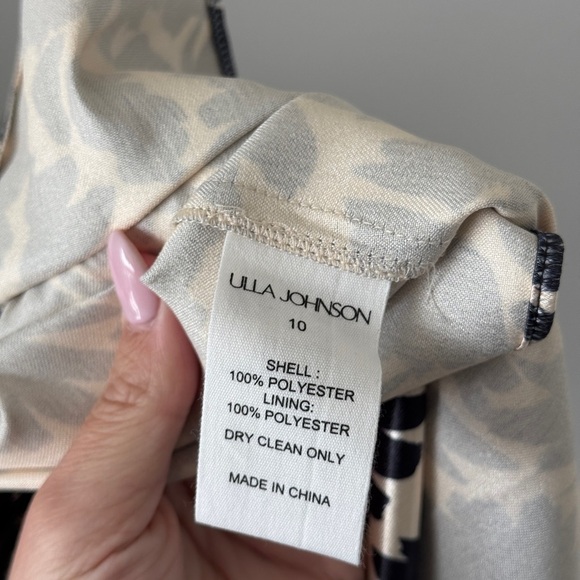 ULLA JOHNSON
10
SHELL :
100% POLYESTER
LINING:
100% POLYESTER
DRY CLEAN ONLY
MADE IN CHINA